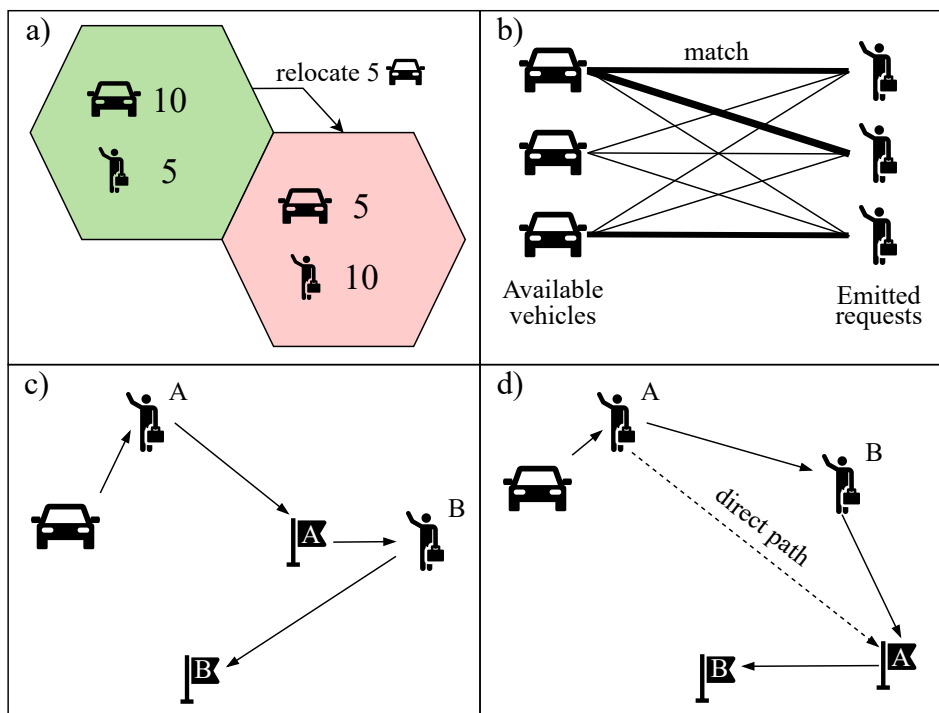 a)
relocate 5
10
5
5
10
b)
match
Available
vehicles
Emitted
requests
c)
A
A
B
B
d)
A
B
direct path
A
B